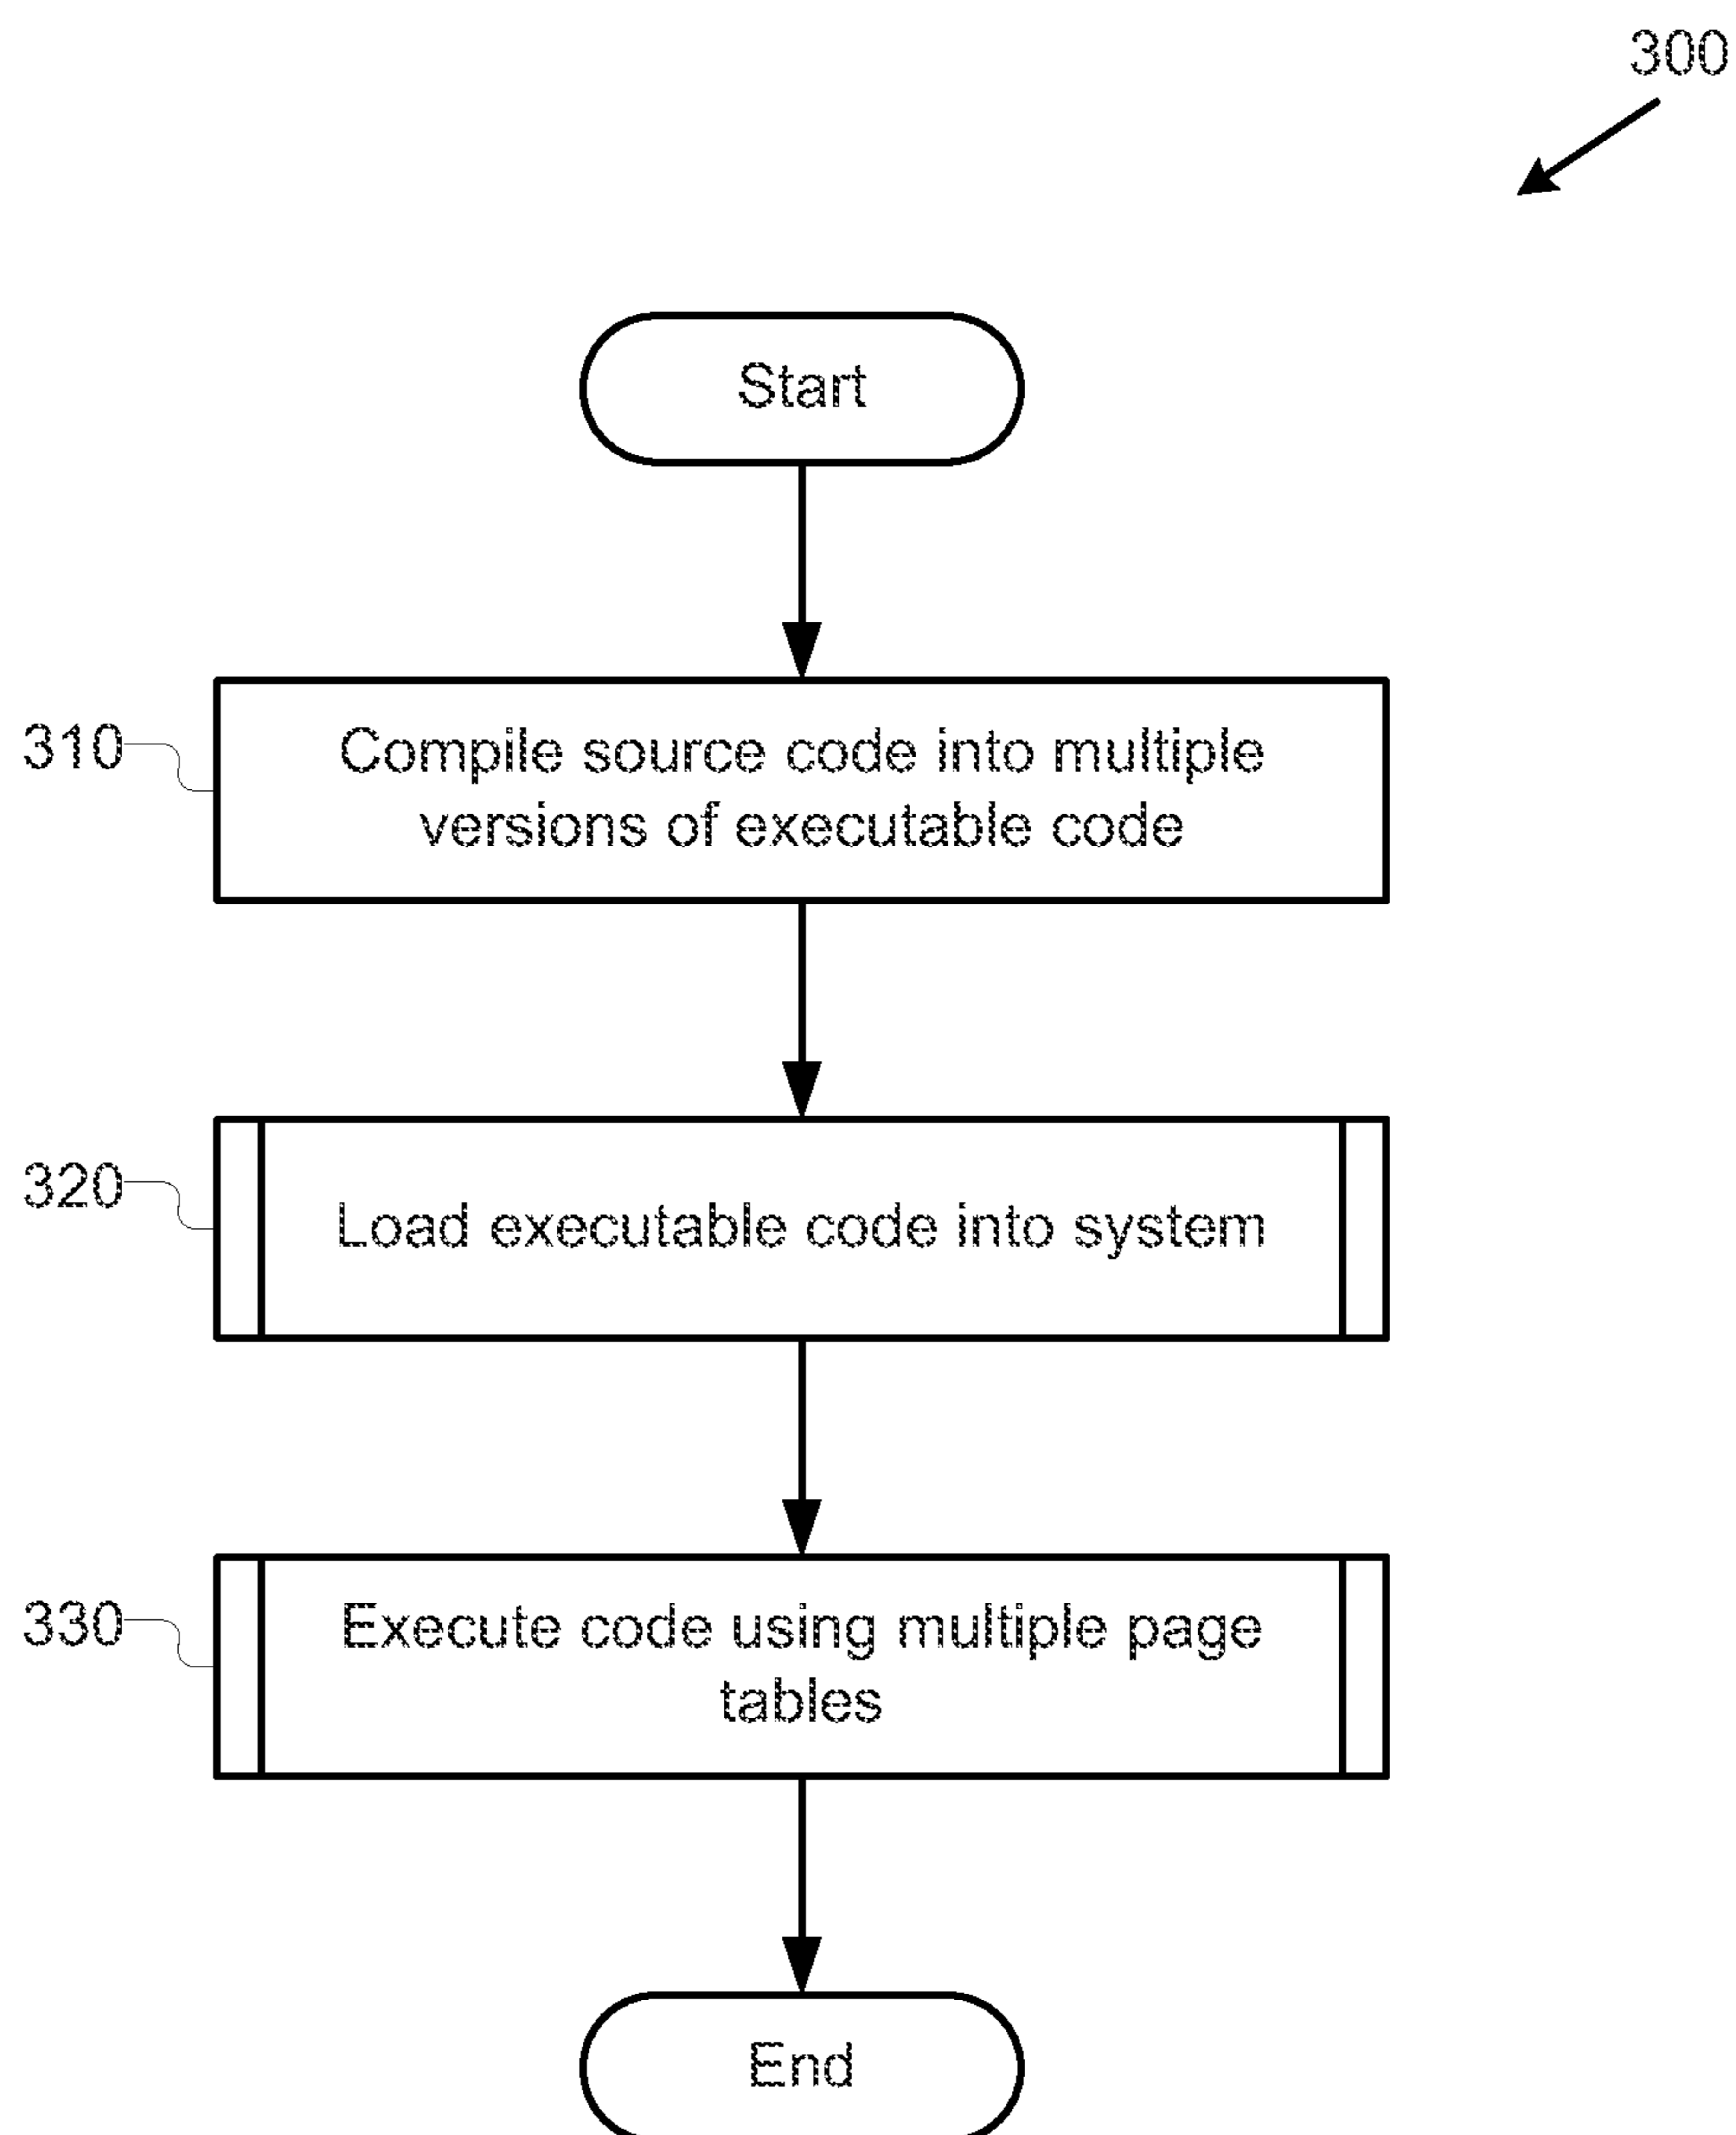 300
Start
310
Compile source code into multiple
versions of executable code
320
Load executable code into system
330
Execute code using multiple page
tables
End